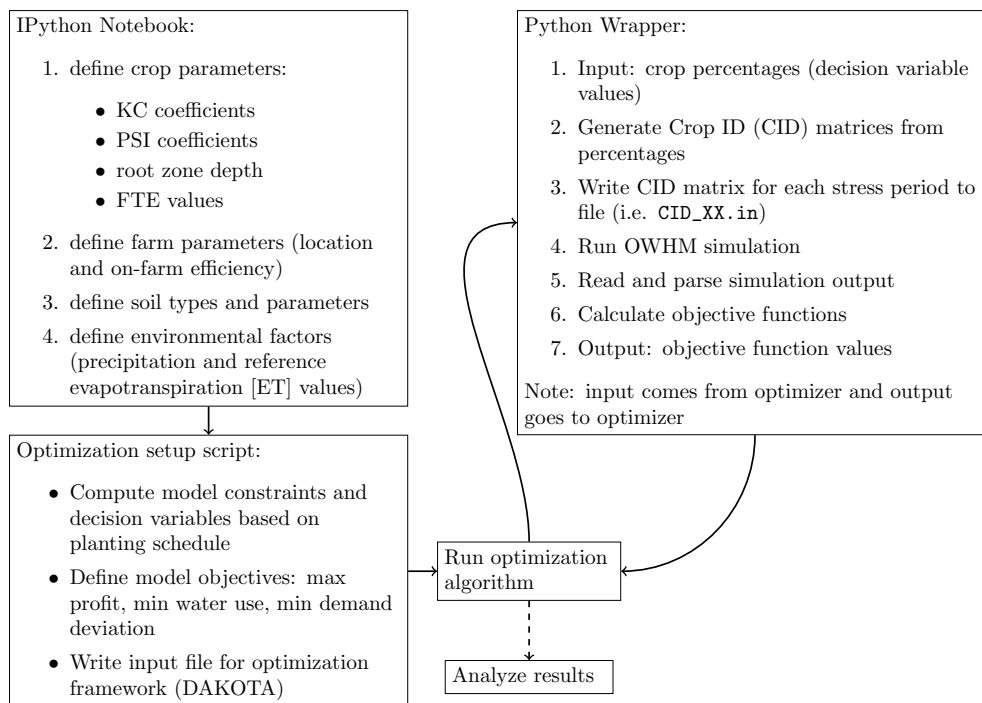 IPython Notebook:
1. define crop parameters:
• KC coefficients
• PSI coefficients
• root zone depth
• FTE values
2. define farm parameters (location
and on-farm efficiency)
3. define soil types and parameters
4. define environmental factors
(precipitation and reference
evapotranspiration [ET] values)
Optimization setup script:
• Compute model constraints and
decision variables based on
planting schedule
• Define model objectives: max
profit, min water use, min demand
deviation
• Write input file for optimization
framework (DAKOTA)
Run optimization
algorithm
Analyze results
Python Wrapper:
1. Input: crop percentages (decision variable
values)
2. Generate Crop ID (CID) matrices from
percentages
3. Write CID matrix for each stress period to
file (i.e. CID_XX.in)
4. Run OWHM simulation
5. Read and parse simulation output
6. Calculate objective functions
7. Output: objective function values
Note: input comes from optimizer and output
goes to optimizer